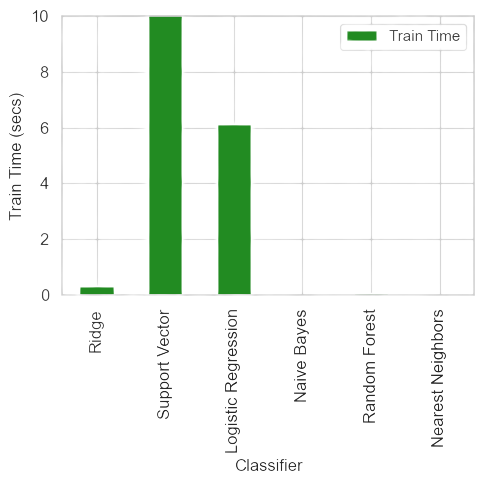 Train Time
Train Time (secs)
10
8
6
4
2
0
Ridge
Support Vector
Logistic Regression
Naive Bayes
Random Forest
Nearest Neighbors
Classifier